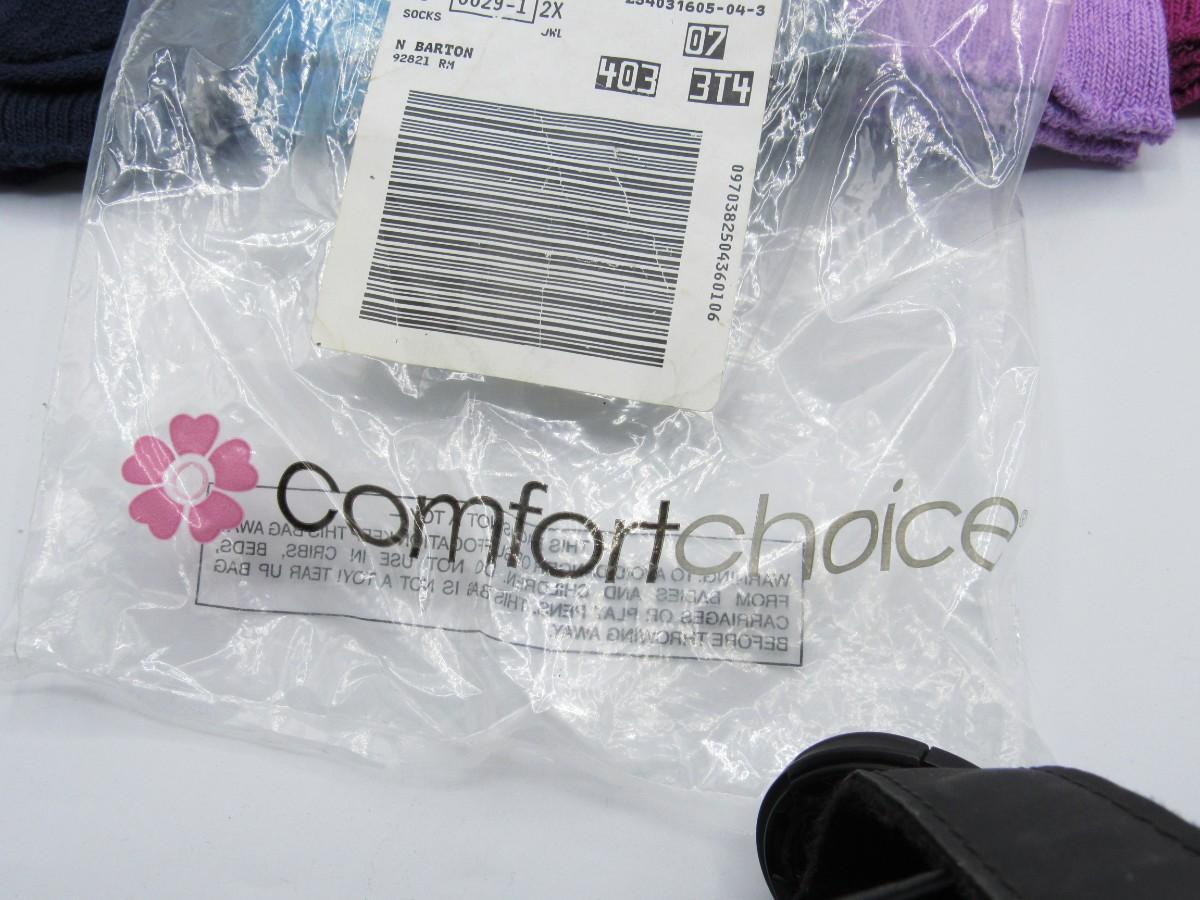 SOCKS
0029-1 2X
JWL
234031605-04-3
N BARTON
92821 RM
07
403 3T4
0970382504360106
comfortchoice®
WARNING: TO AVOID DANGER OF SUFFOCATION, KEEP THIS BAG AWAY
FROM BABIES AND CHILDREN. DO NOT USE IN CRIBS, BEDS,
CARRIAGES OR PLAY PENS. THIS BAG IS NOT A TOY! TEAR UP BAG
BEFORE THROWING AWAY.